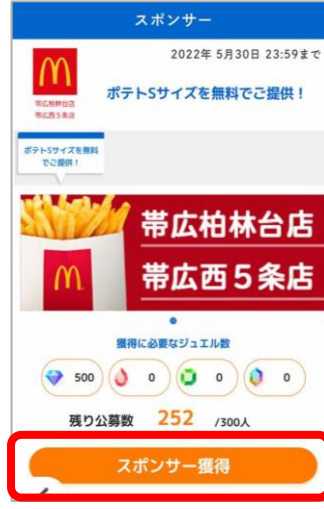 スポンサー
2022年 5月30日 23:59まで
帯広柏林台店
帯広西5条店
ポテトSサイズを無料でご提供！
ポテトSサイズを無料
でご提供！
帯広柏林台店
帯広西5条店
獲得に必要なジュエル数
500
0
0
0
残り公募数 252 /300人
スポンサー獲得